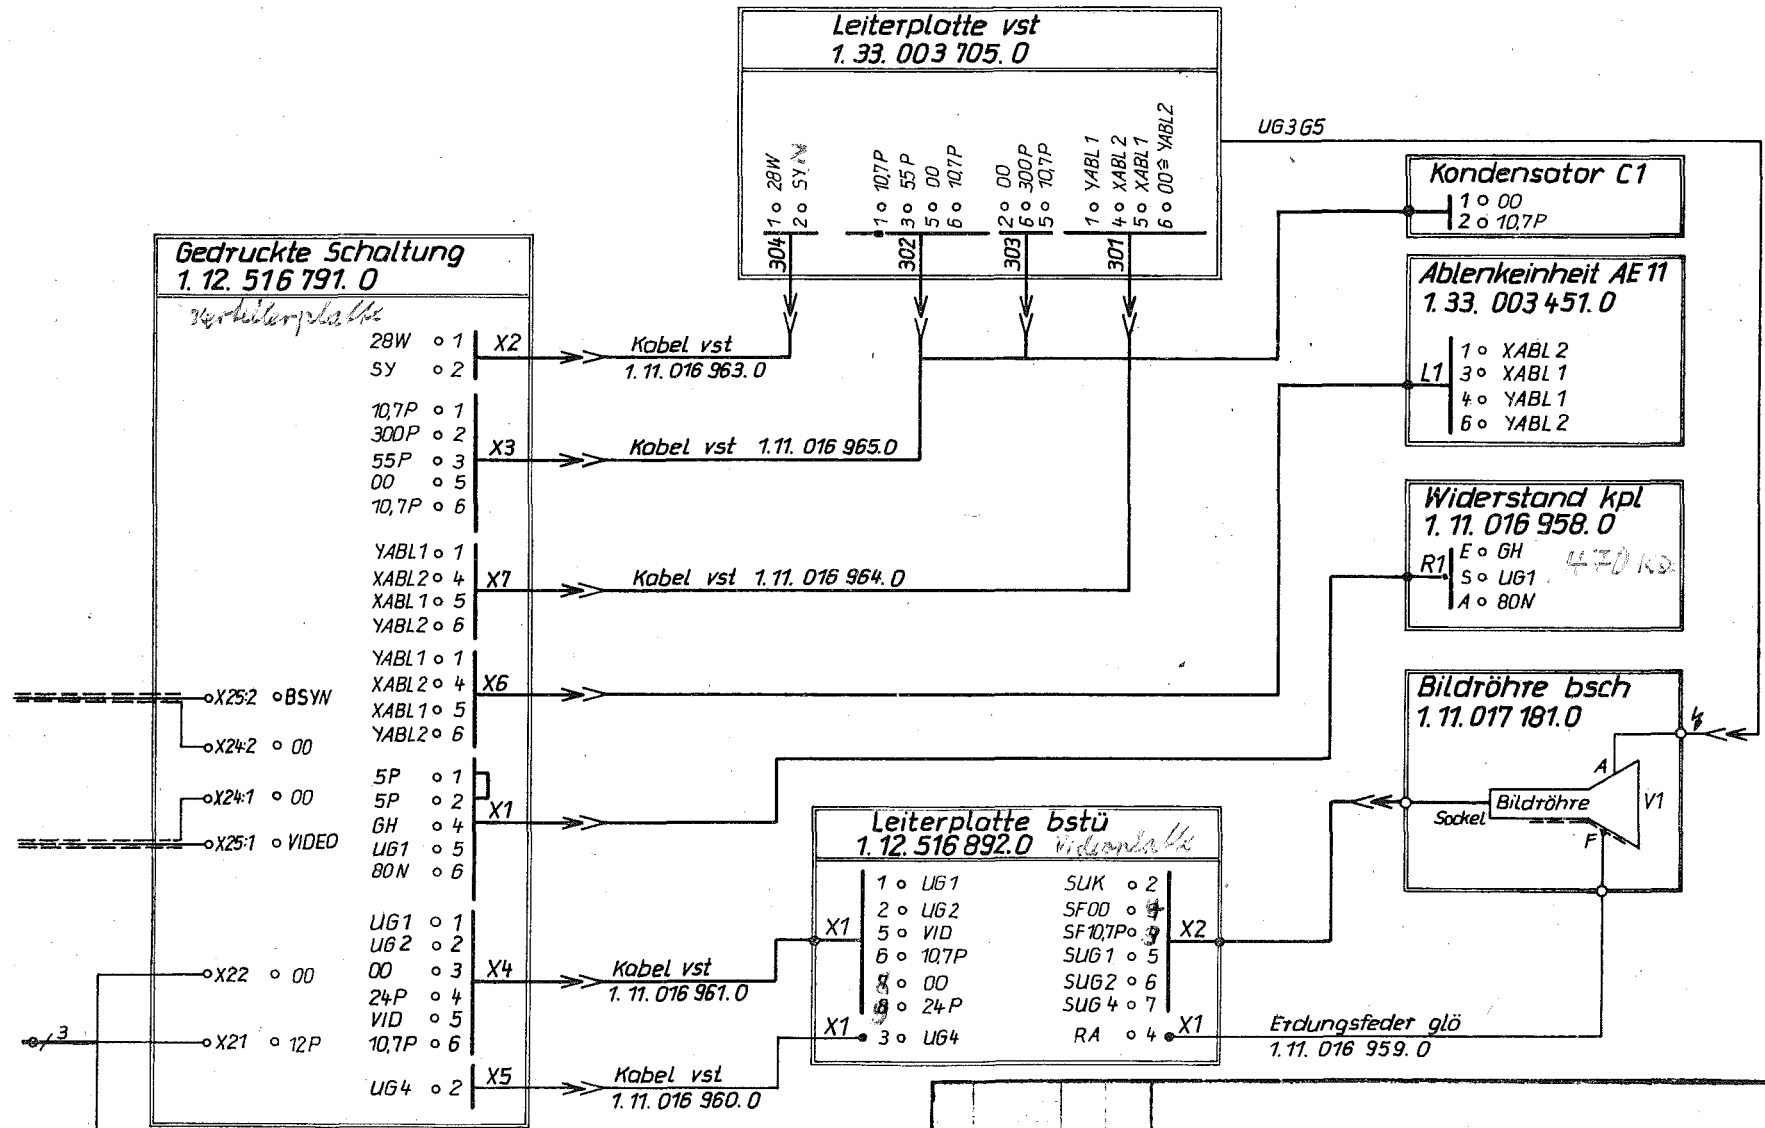 Leiterplatte vst
1.33.003 705.0
1 o 28W
2 o SYN
304
1 o 10,7P
3 o 55P
5 o 00
6 o 10,7P
302
2 o 00
6 o 300P
5 o 10,7P
303
1 o YABL1
4 o XABL2
5 o XABL1
6 o 00≙YABL2
301
UG3G5
Kondensator C1
1 o 00
2 o 10,7P
Ablenkeinheit AE11
1.33.003 451.0
L1
1 o XABL2
3 o XABL1
4 o YABL1
6 o YABL2
Widerstand kpl
1.11.016 958.0
R1
E o GH
S o UG1
A o 80N
470 kΩ
Bildröhre bsch
1.11.017 181.0
A
Bildröhre
V1
Sockel
F
Gedruckte Schaltung
1.12.516 791.0
Verteilerplatte
28W o 1
SY o 2
X2
Kabel vst
1.11.016 963.0
10,7P o 1
300P o 2
55P o 3
00 o 5
10,7P o 6
X3
Kabel vst 1.11.016 965.0
YABL1 o 1
XABL2 o 4
XABL1 o 5
YABL2 o 6
X7
Kabel vst 1.11.016 964.0
YABL1 o 1
XABL2 o 4
XABL1 o 5
YABL2 o 6
X6
X25:2 o BSYN
X24:2 o 00
X24:1 o 00
X25:1 o VIDEO
5P o 1
5P o 2
GH o 4
UG1 o 5
80N o 6
X1
UG1 o 1
UG2 o 2
00 o 3
24P o 4
VID o 5
10,7P o 6
X4
Kabel vst
1.11.016 961.0
X22 o 00
3
X21 o 12P
UG4 o 2
X5
Kabel vst
1.11.016 960.0
Leiterplatte bstü
1.12.516 892.0 Videoplatte
X1
1 o UG1
2 o UG2
5 o VID
6 o 10,7P
o 00
o 24P
X1
3 o UG4
SUK o 2
SF00 o
SF10,7P o
SUG1 o 5
SUG2 o 6
SUG4 o 7
X2
RA o 4
X1
Erdungsfeder glö
1.11.016 959.0